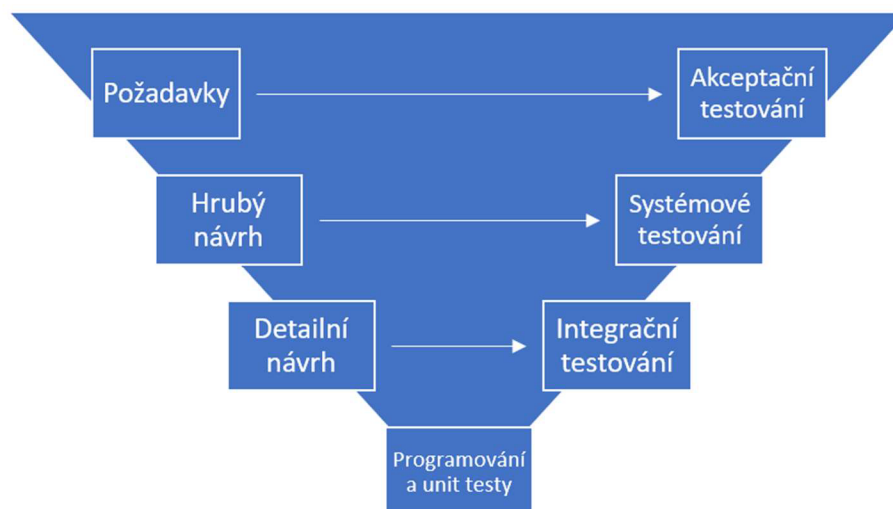 Požadavky
Akceptační
testování
Hrubý
návrh
Systémové
testování
Detailní
návrh
Integrační
testování
Programování
a unit testy